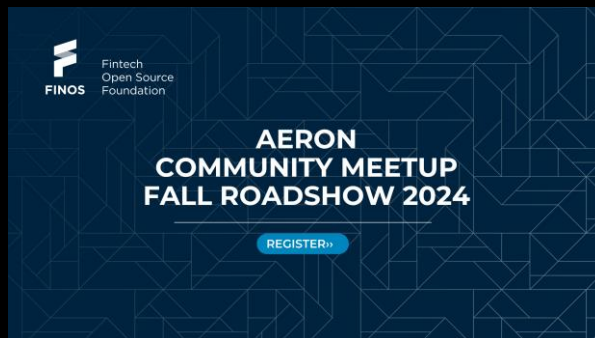 FINOS
Fintech
Open Source
Foundation
AERON
COMMUNITY MEETUP
FALL ROADSHOW 2024
REGISTER››